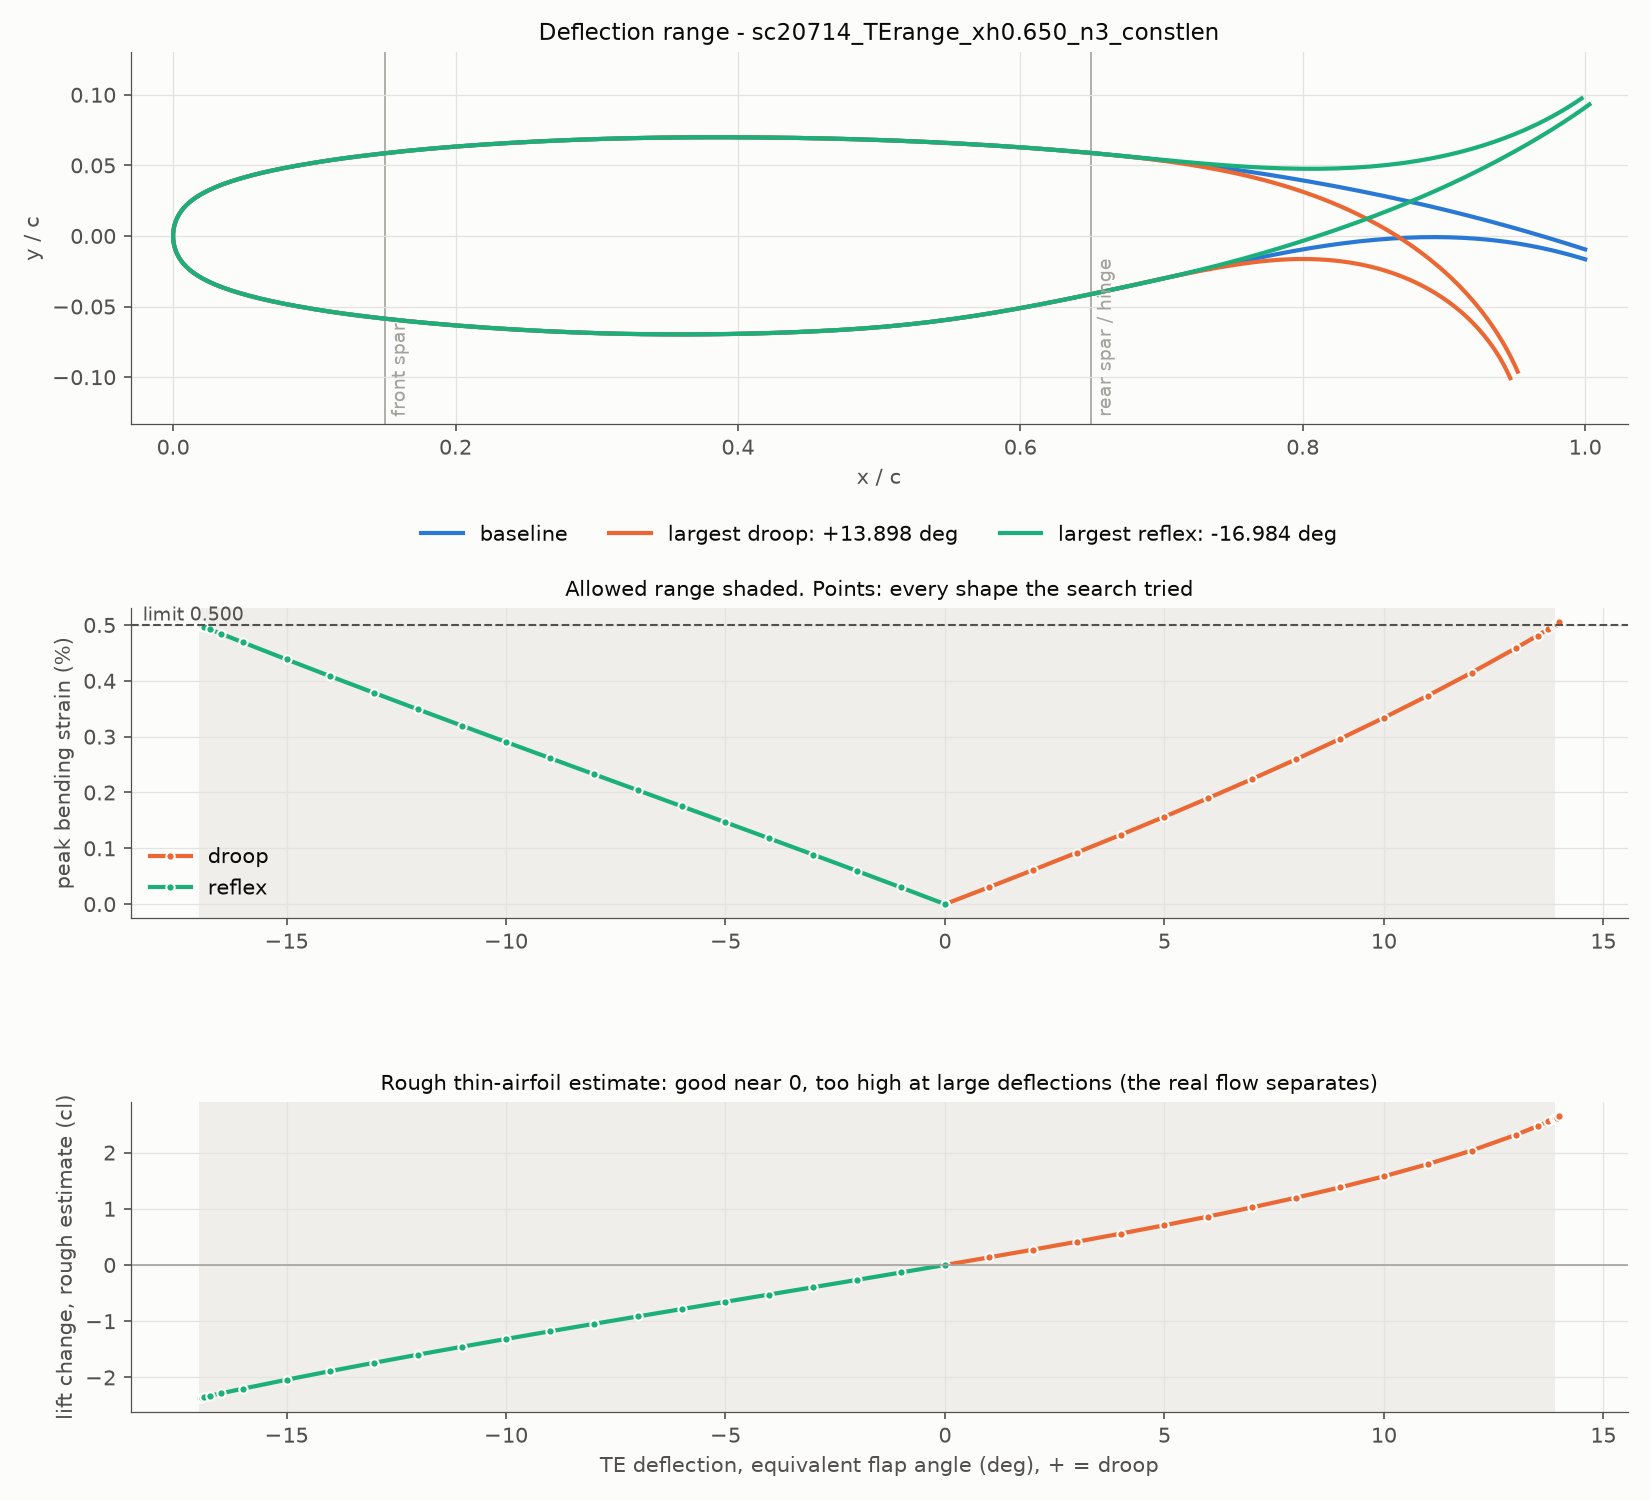 Deflection range - sc20714_TErange_xh0.650_n3_constlen
0.10
0.05
0.00
−0.05
−0.10
y / c
front spar
rear spar / hinge
0.0 0.2 0.4 0.6 0.8 1.0
x / c
baseline largest droop: +13.898 deg largest reflex: -16.984 deg
Allowed range shaded. Points: every shape the search tried
limit 0.500
0.5
0.4
0.3
0.2
0.1
0.0
peak bending strain (%)
droop
reflex
−15 −10 −5 0 5 10 15
Rough thin-airfoil estimate: good near 0, too high at large deflections (the real flow separates)
2
1
0
−1
−2
lift change, rough estimate (cl)
−15 −10 −5 0 5 10 15
TE deflection, equivalent flap angle (deg), + = droop